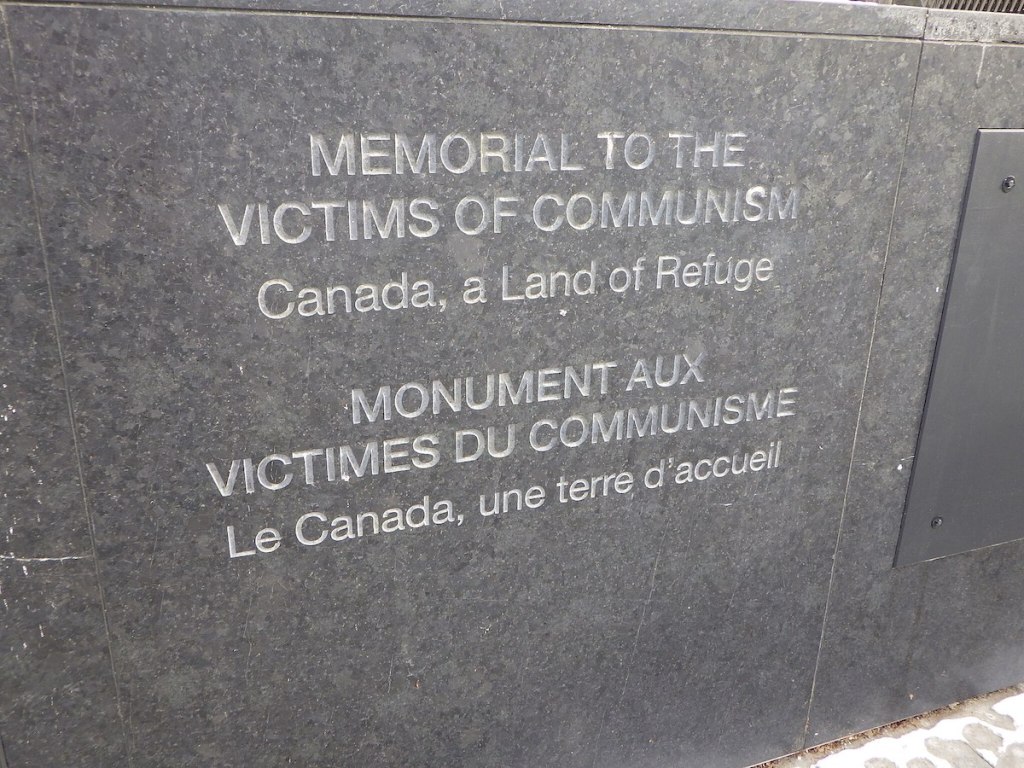 MEMORIAL TO THE
VICTIMS OF COMMUNISM
Canada, a Land of Refuge
MONUMENT AUX
VICTIMES DU COMMUNISME
Le Canada, une terre d'accueil